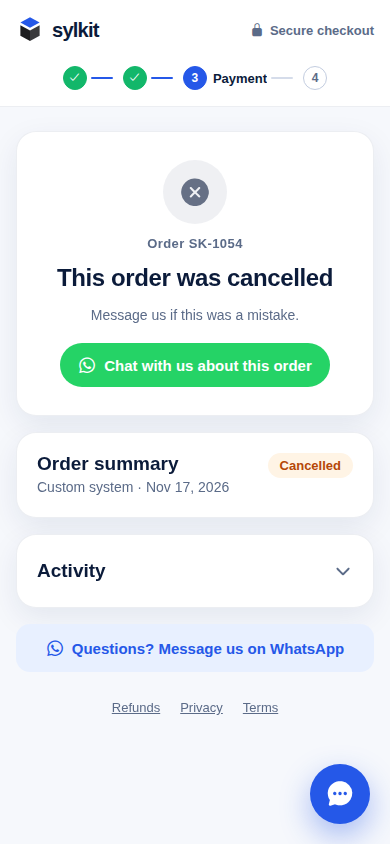 sylkit
Secure checkout
3 Payment 4
Order SK-1054
This order was cancelled
Message us if this was a mistake.
Chat with us about this order
Order summary
Cancelled
Custom system · Nov 17, 2026
Activity
Questions? Message us on WhatsApp
Refunds Privacy Terms